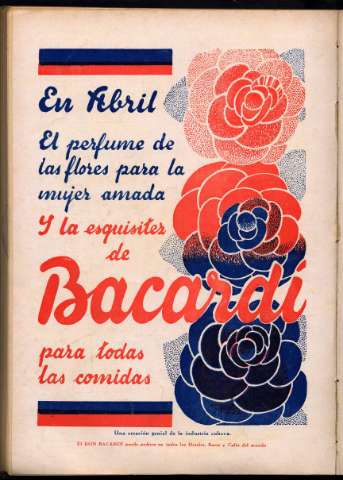 En Abril
El perfume de
las flores para la
mujer amada
Y la esquisitez
de
Bacardí
para todas
las comidas
Una creación genial de la industria cubana.
El RON BACARDI puede pedirse en todos los Hoteles, Bares y Cafés del mundo